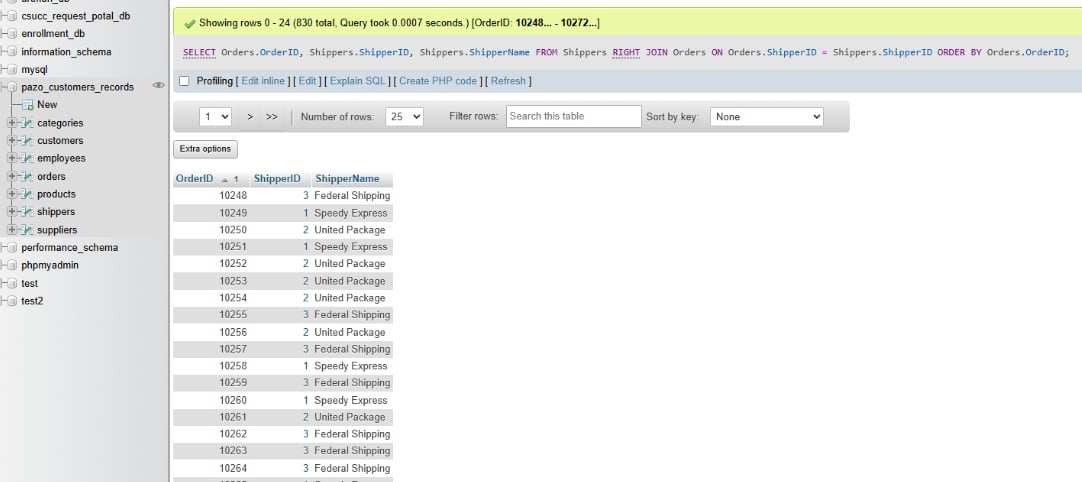 csucc_request_potal_db
enrollment_db
information_schema
mysql
pazo_customers_records
New
categories
customers
employees
orders
products
shippers
suppliers
performance_schema
phpmyadmin
test
test2
Showing rows 0 - 24 (830 total, Query took 0.0007 seconds.) [OrderID: 10248... - 10272...]
SELECT Orders.OrderID, Shippers.ShipperID, Shippers.ShipperName FROM Shippers RIGHT JOIN Orders ON Orders.ShipperID = Shippers.ShipperID ORDER BY Orders.OrderID;
Profiling [ Edit inline ] [ Edit ] [ Explain SQL ] [ Create PHP code ] [ Refresh ]
1 > >> Number of rows: 25 Filter rows: Search this table Sort by key: None
Extra options
OrderID 1 ShipperID ShipperName
10248 3 Federal Shipping
10249 1 Speedy Express
10250 2 United Package
10251 1 Speedy Express
10252 2 United Package
10253 2 United Package
10254 2 United Package
10255 3 Federal Shipping
10256 2 United Package
10257 3 Federal Shipping
10258 1 Speedy Express
10259 3 Federal Shipping
10260 1 Speedy Express
10261 2 United Package
10262 3 Federal Shipping
10263 3 Federal Shipping
10264 3 Federal Shipping